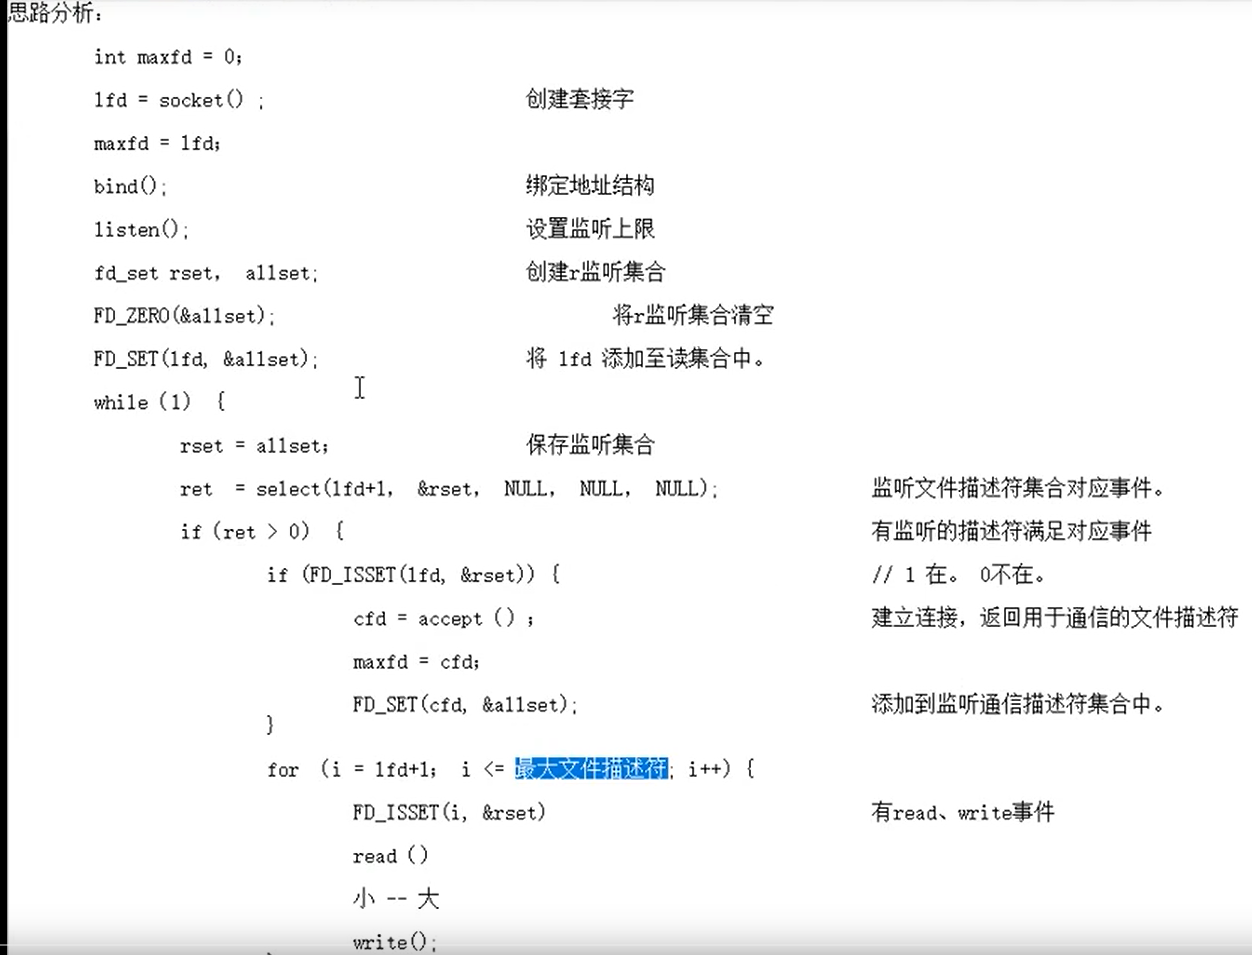 思路分析：
int maxfd = 0；
lfd = socket() ； 创建套接字
maxfd = lfd；
bind()； 绑定地址结构
listen()； 设置监听上限
fd_set rset， allset； 创建r监听集合
FD_ZERO(&allset)； 将r监听集合清空
FD_SET(lfd, &allset)； 将 lfd 添加至读集合中。
while（1） {
rset = allset； 保存监听集合
ret = select(lfd+1， &rset， NULL， NULL， NULL)； 监听文件描述符集合对应事件。
if（ret > 0） { 有监听的描述符满足对应事件
if (FD_ISSET(lfd, &rset)) { // 1 在。 0不在。
cfd = accept（）； 建立连接，返回用于通信的文件描述符
maxfd = cfd；
FD_SET(cfd, &allset)； 添加到监听通信描述符集合中。
}
for （i = lfd+1； i <= 最大文件描述符; i++）{
FD_ISSET(i, &rset) 有read、write事件
read（）
小 -- 大
write()；